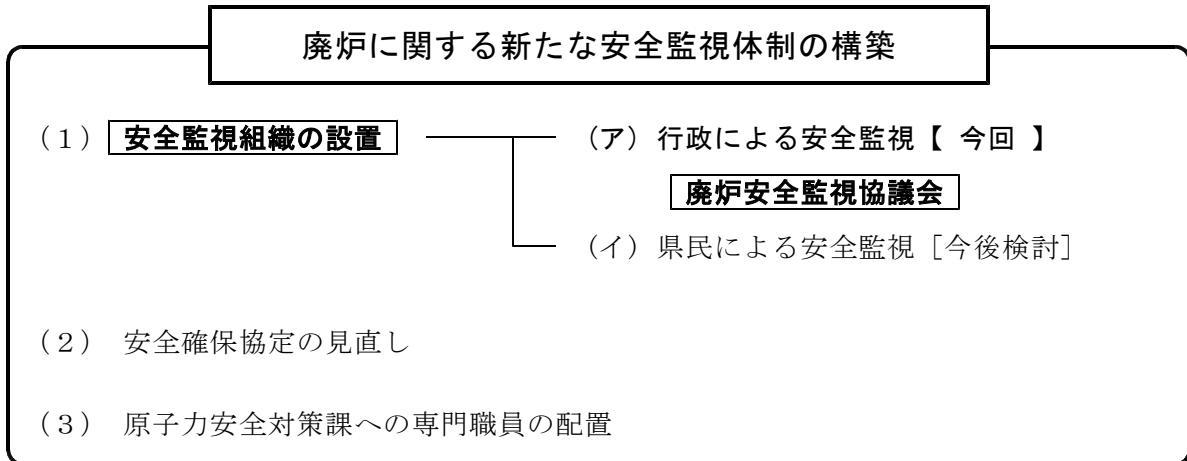 廃炉に関する新たな安全監視体制の構築
（１） 安全監視組織の設置 （ア） 行政による安全監視【 今回 】
廃炉安全監視協議会
（イ） 県民による安全監視［今後検討］
（２） 安全確保協定の見直し
（３） 原子力安全対策課への専門職員の配置